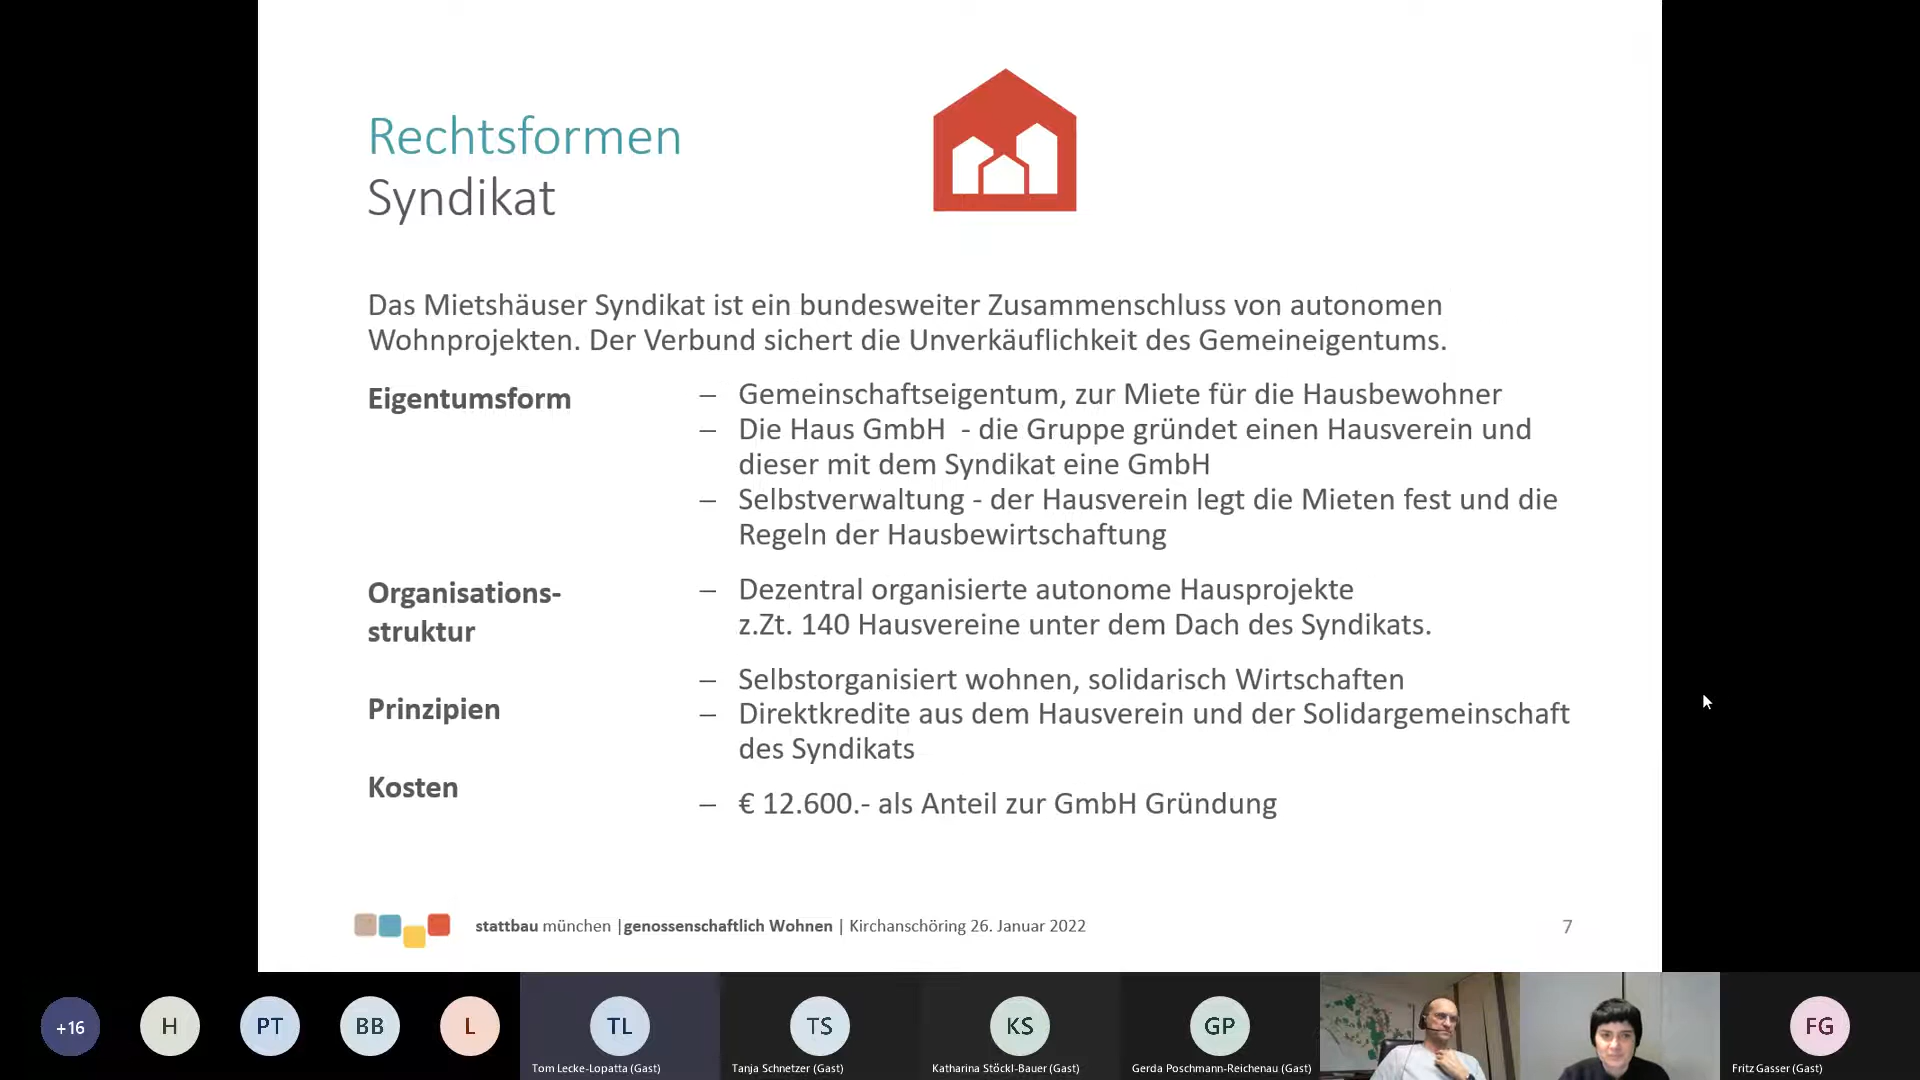 Rechtsformen
Syndikat
Das Mietshäuser Syndikat ist ein bundesweiter Zusammenschluss von autonomen
Wohnprojekten. Der Verbund sichert die Unverkäuflichkeit des Gemeineigentums.
Eigentumsform
– Gemeinschaftseigentum, zur Miete für die Hausbewohner
– Die Haus GmbH - die Gruppe gründet einen Hausverein und
dieser mit dem Syndikat eine GmbH
– Selbstverwaltung - der Hausverein legt die Mieten fest und die
Regeln der Hausbewirtschaftung
Organisations-
struktur
– Dezentral organisierte autonome Hausprojekte
z.Zt. 140 Hausvereine unter dem Dach des Syndikats.
Prinzipien
– Selbstorganisiert wohnen, solidarisch Wirtschaften
– Direktkredite aus dem Hausverein und der Solidargemeinschaft
des Syndikats
Kosten
– € 12.600.- als Anteil zur GmbH Gründung
stattbau münchen |genossenschaftlich Wohnen | Kirchanschöring 26. Januar 2022
7
+16
H
PT
BB
L
TL
Tom Lecke-Lopatta (Gast)
TS
Tanja Schnetzer (Gast)
KS
Katharina Stöckl-Bauer (Gast)
GP
Gerda Poschmann-Reichenau (Gast)
FG
Fritz Gasser (Gast)